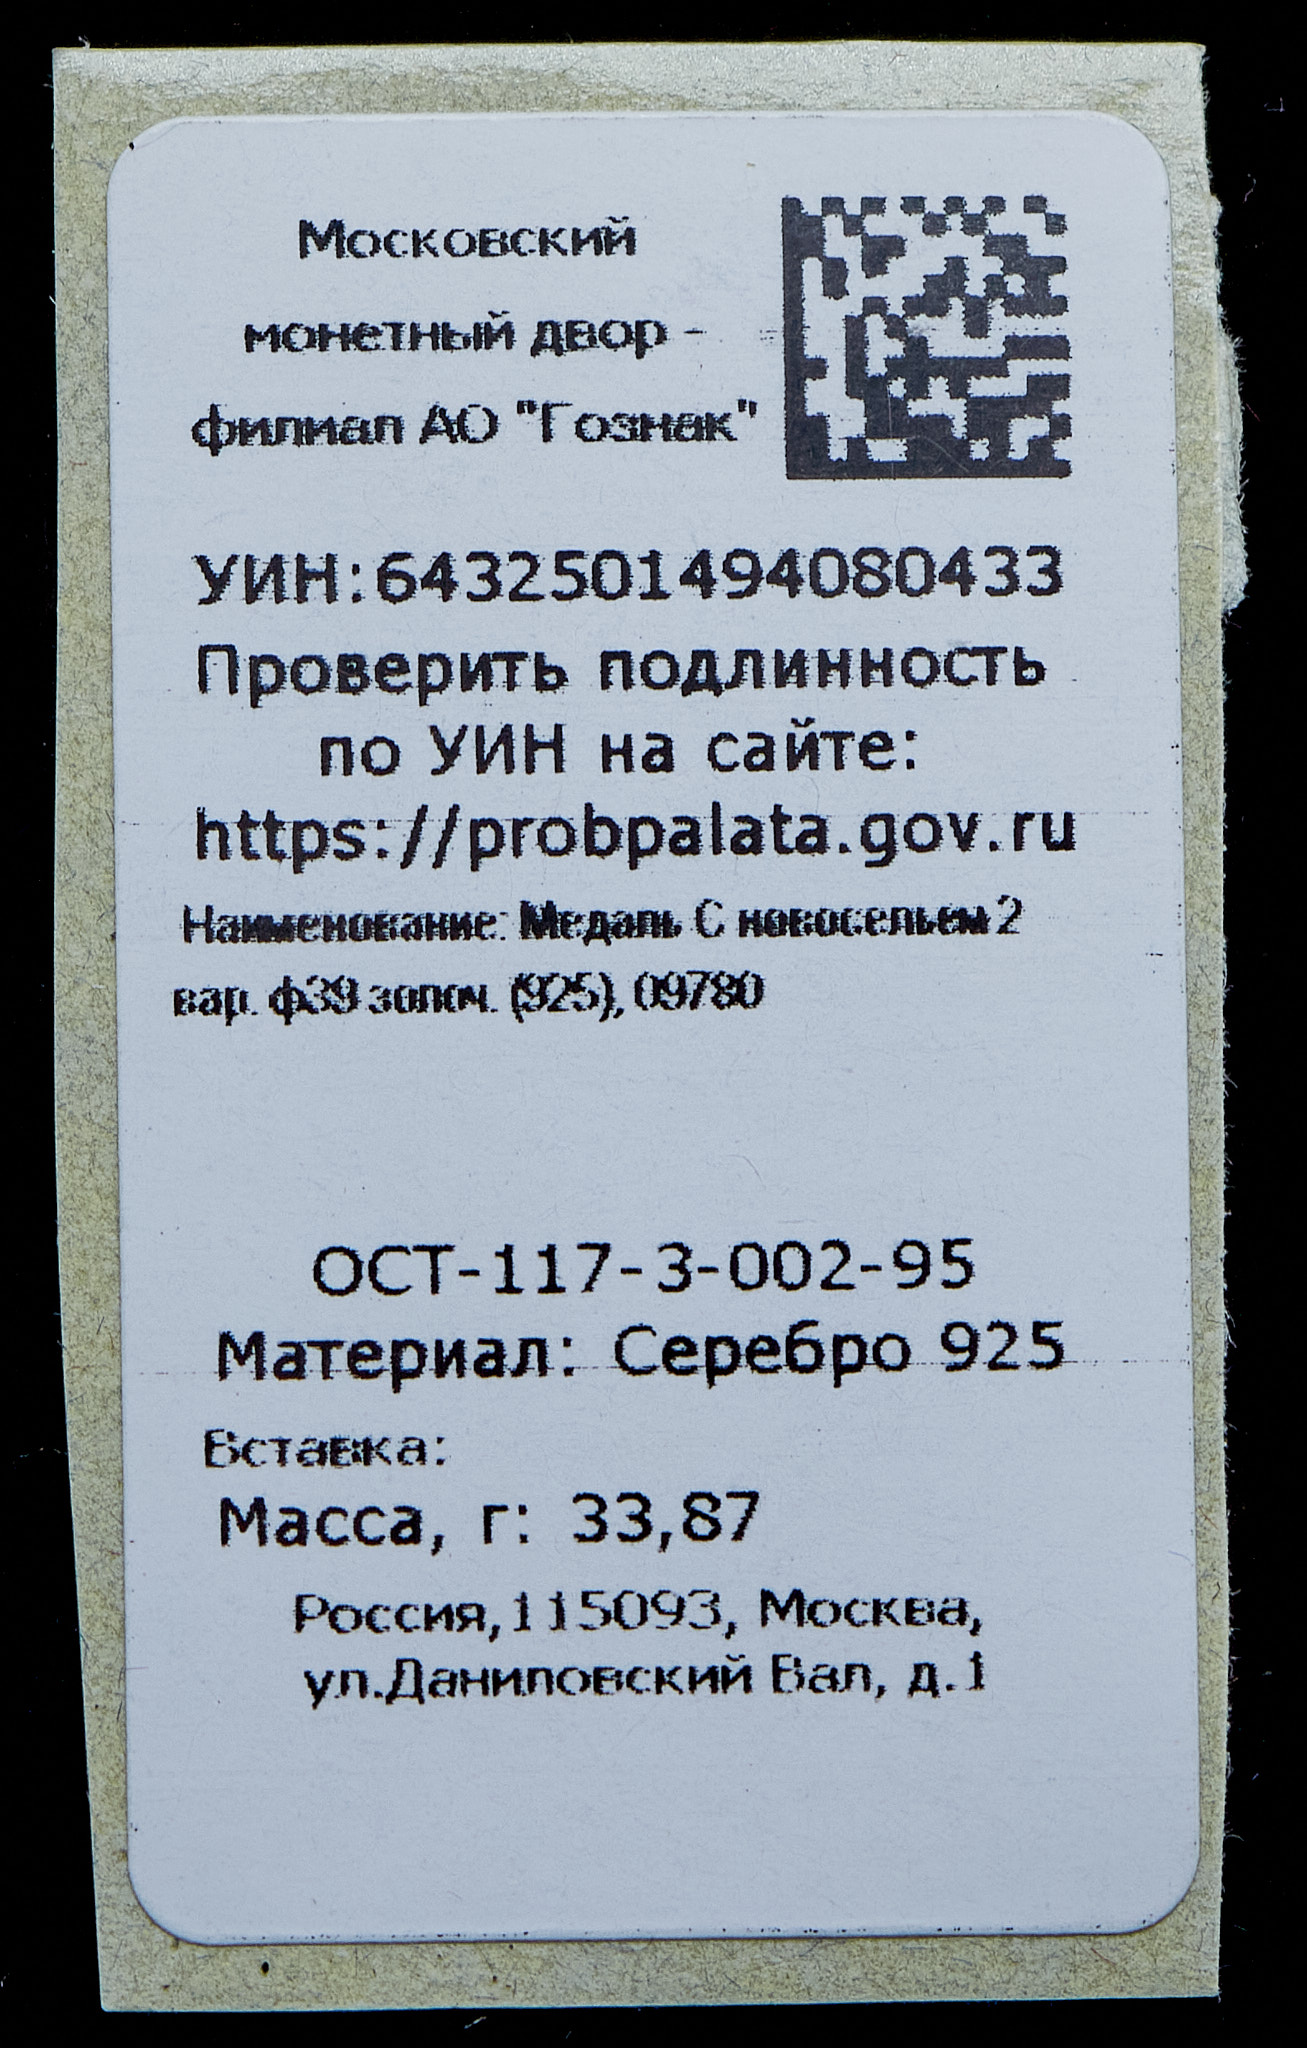 Московский
монетный двор -
филиал АО "Гознак"
УИН:6432501494080433
Проверить подлинность
по УИН на сайте:
https://probpalata.gov.ru
Наименование: Медаль С новосельем 2
вар. ф39 золоч. (925), 09780
ОСТ-117-3-002-95
Материал: Серебро 925
Вставка:
Масса, г: 33,87
Россия,115093, Москва,
ул.Даниловский Вал, д.1